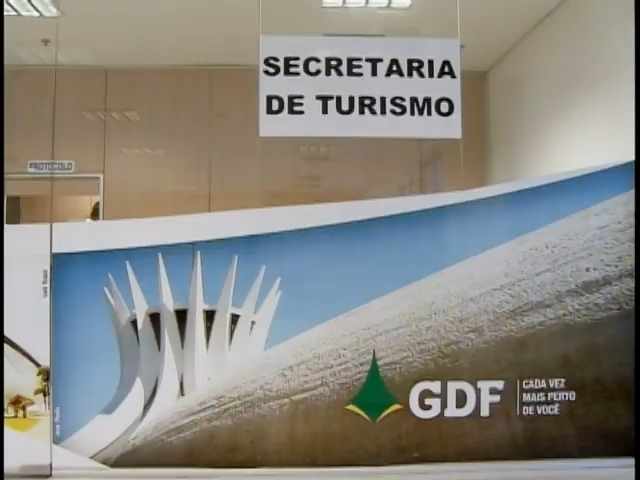 SECRETARIA
DE TURISMO
PROTOCOLO
GDF
CADA VEZ
MAIS PERTO
DE VOCÊ